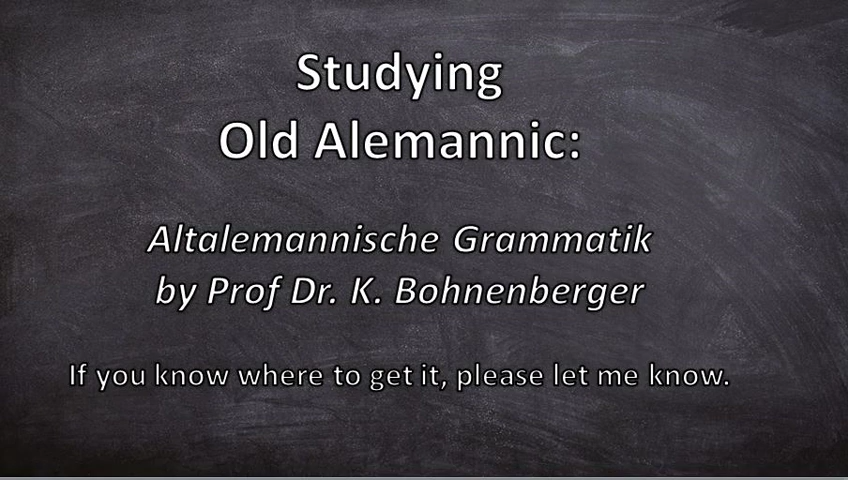 Studying
Old Alemannic:
Altalemannische Grammatik
by Prof Dr. K. Bohnenberger
If you know where to get it, please let me know.